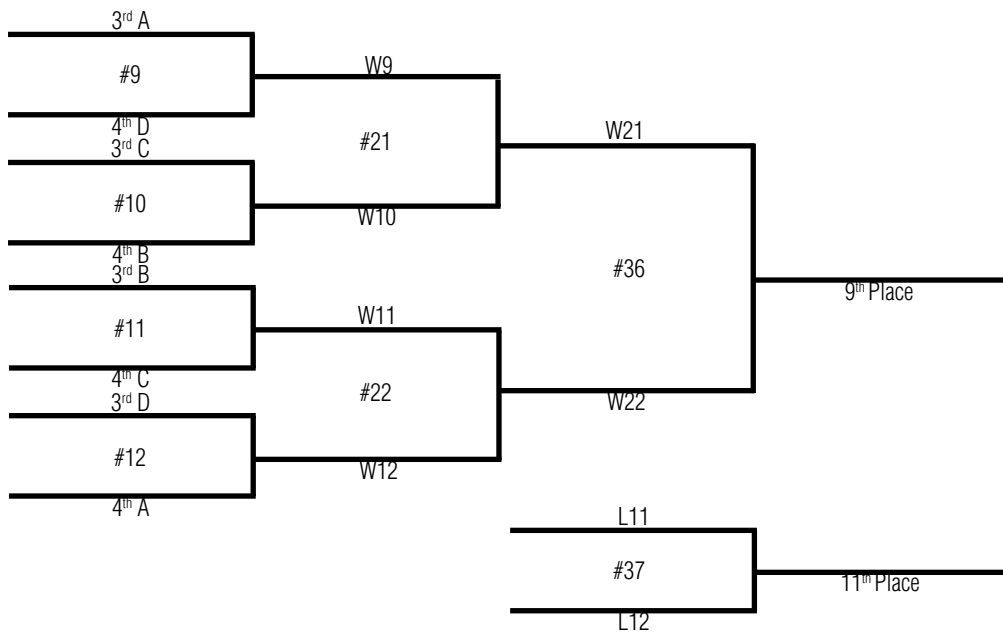 3rd A
#9
4th D
W9
3rd C
#10
4th B
#21
W10
3rd B
#11
4th C
W11
3rd D
#12
4th A
#22
W12
W21
#36
W22
9th Place
L11
#37
L12
11th Place